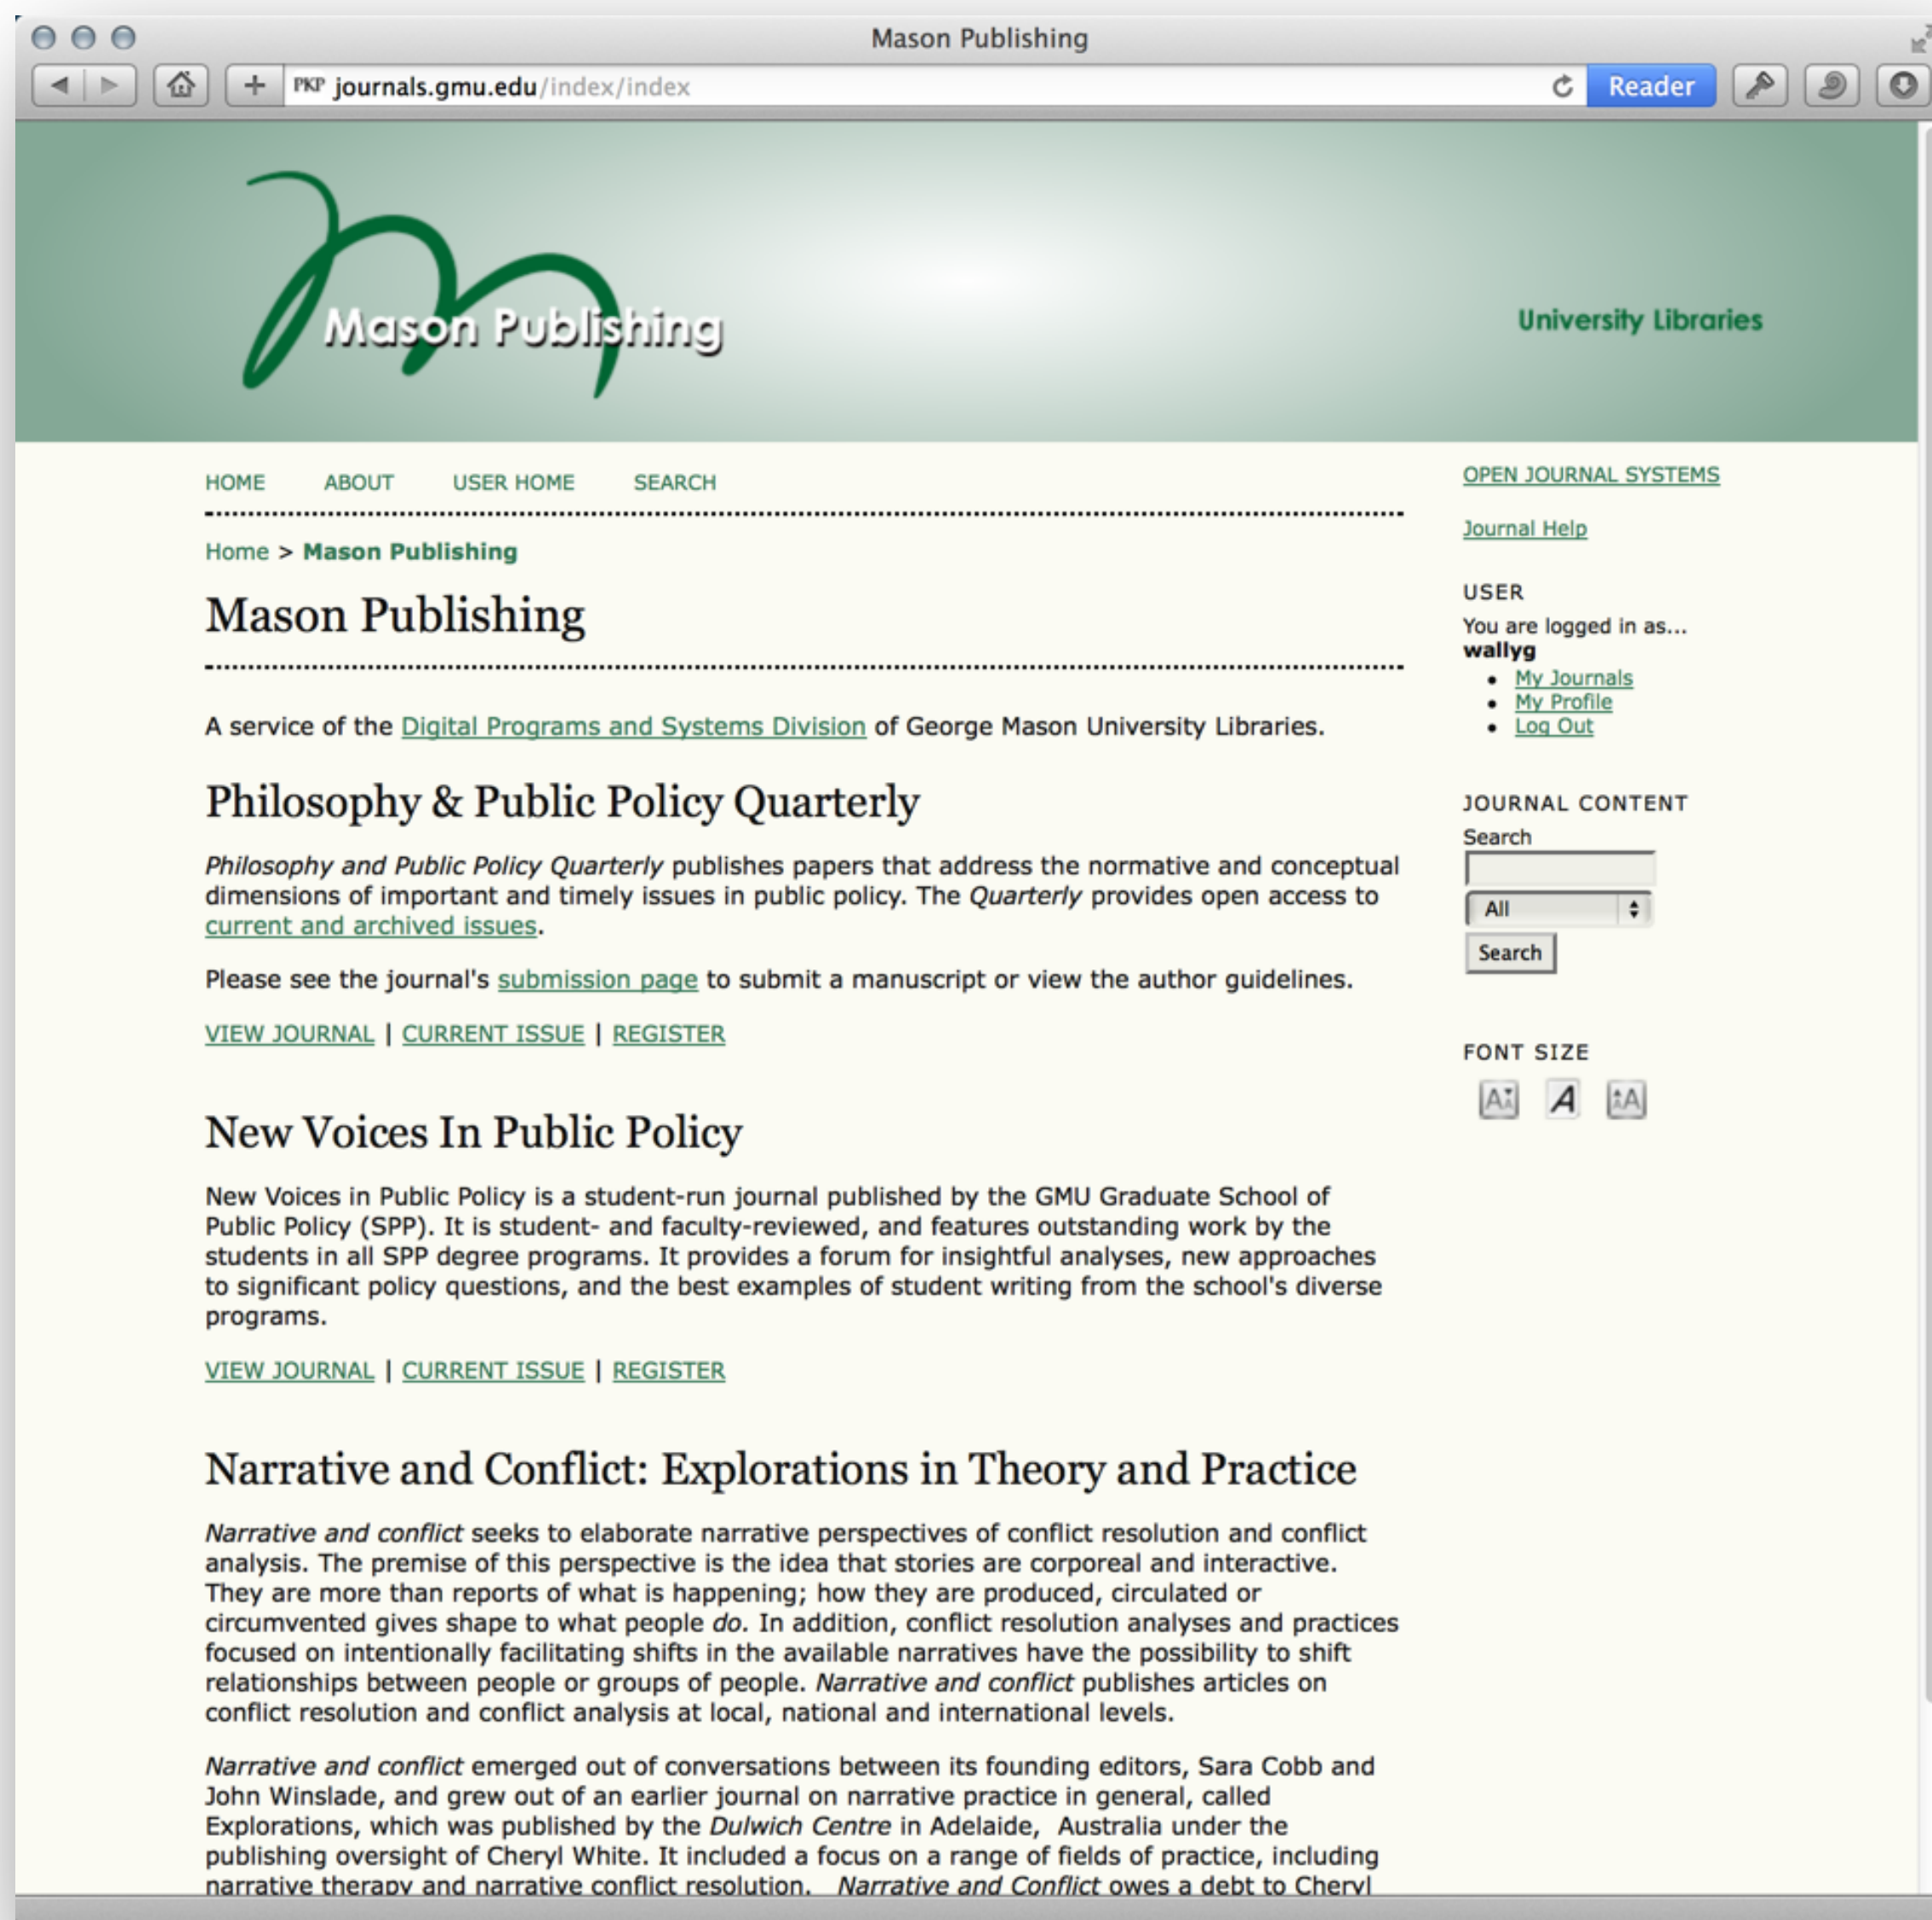 Mason Publishing
PKP journals.gmu.edu/index/index
Reader
Mason Publishing
University Libraries
HOME ABOUT USER HOME SEARCH
Home > Mason Publishing
Mason Publishing
A service of the Digital Programs and Systems Division of George Mason University Libraries.
Philosophy & Public Policy Quarterly
Philosophy and Public Policy Quarterly publishes papers that address the normative and conceptual
dimensions of important and timely issues in public policy. The Quarterly provides open access to
current and archived issues.
Please see the journal's submission page to submit a manuscript or view the author guidelines.
VIEW JOURNAL | CURRENT ISSUE | REGISTER
New Voices In Public Policy
New Voices in Public Policy is a student-run journal published by the GMU Graduate School of
Public Policy (SPP). It is student- and faculty-reviewed, and features outstanding work by the
students in all SPP degree programs. It provides a forum for insightful analyses, new approaches
to significant policy questions, and the best examples of student writing from the school's diverse
programs.
VIEW JOURNAL | CURRENT ISSUE | REGISTER
Narrative and Conflict: Explorations in Theory and Practice
Narrative and conflict seeks to elaborate narrative perspectives of conflict resolution and conflict
analysis. The premise of this perspective is the idea that stories are corporeal and interactive.
They are more than reports of what is happening; how they are produced, circulated or
circumvented gives shape to what people do. In addition, conflict resolution analyses and practices
focused on intentionally facilitating shifts in the available narratives have the possibility to shift
relationships between people or groups of people. Narrative and conflict publishes articles on
conflict resolution and conflict analysis at local, national and international levels.
Narrative and conflict emerged out of conversations between its founding editors, Sara Cobb and
John Winslade, and grew out of an earlier journal on narrative practice in general, called
Explorations, which was published by the Dulwich Centre in Adelaide, Australia under the
publishing oversight of Cheryl White. It included a focus on a range of fields of practice, including
narrative therapy and narrative conflict resolution. Narrative and Conflict owes a debt to Cheryl
OPEN JOURNAL SYSTEMS
Journal Help
USER
You are logged in as...
wallyg
My Journals
My Profile
Log Out
JOURNAL CONTENT
Search
All
Search
FONT SIZE
A A A